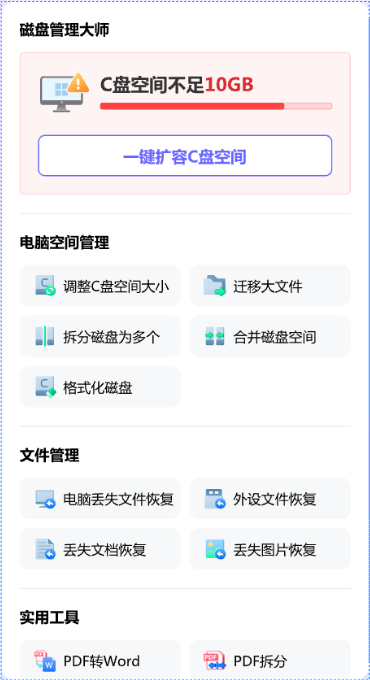 磁盘管理大师
C盘空间不足10GB
一键扩容C盘空间
电脑空间管理
调整C盘空间大小
迁移大文件
拆分磁盘为多个
合并磁盘空间
格式化磁盘
文件管理
电脑丢失文件恢复
外设文件恢复
丢失文档恢复
丢失图片恢复
实用工具
PDF转Word
PDF拆分